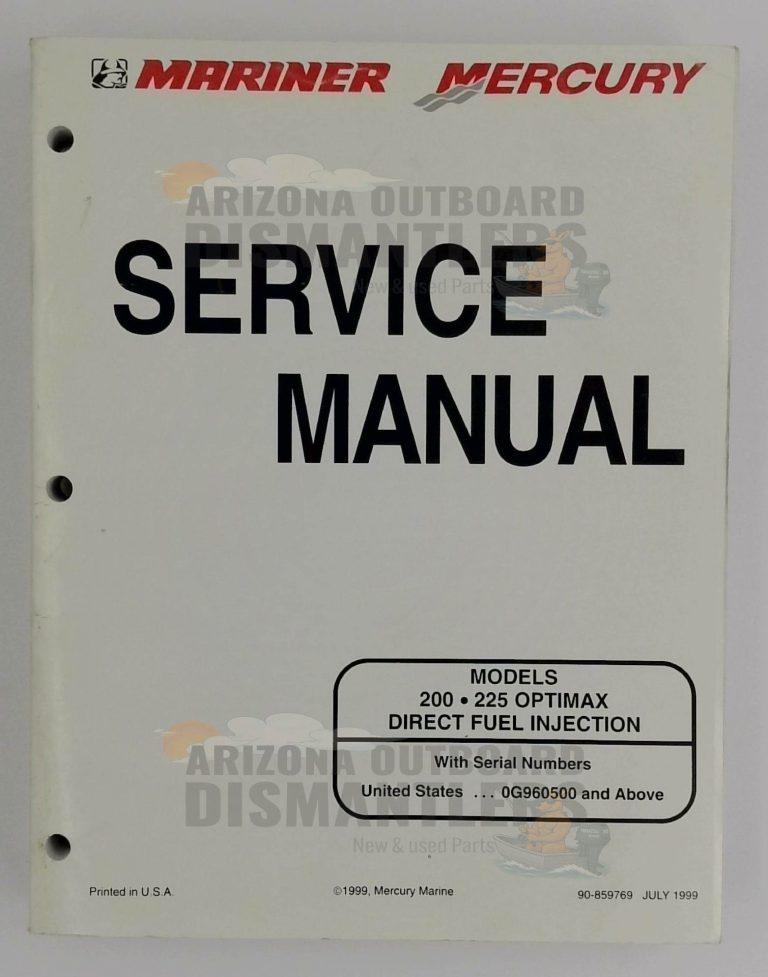 MARINER MERCURY
ARIZONA OUTBOARD
DISMANTLERS
New & used Parts
SERVICE
MANUAL
MODELS
200 • 225 OPTIMAX
DIRECT FUEL INJECTION
With Serial Numbers
United States ... 0G960500 and Above
ARIZONA OUTBOARD
DISMANTLERS
New & used Parts
Printed in U.S.A.
©1999, Mercury Marine
90-859769 JULY 1999